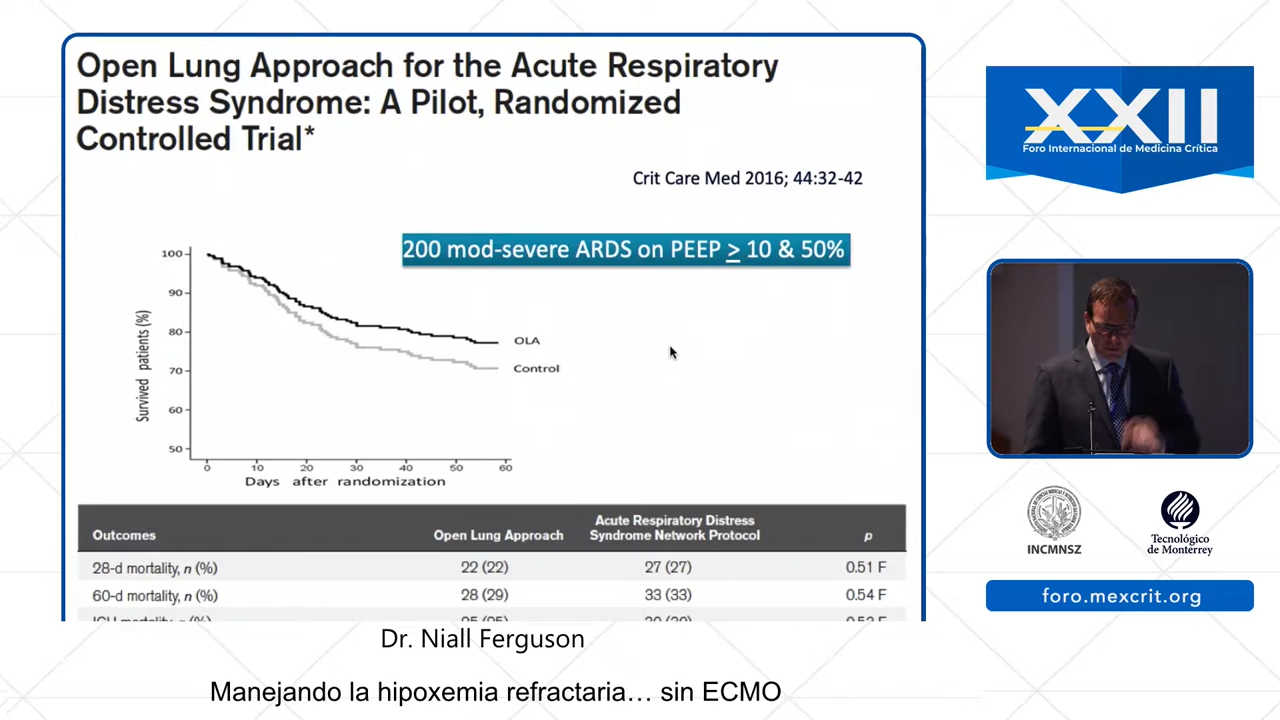 Open Lung Approach for the Acute Respiratory
Distress Syndrome: A Pilot, Randomized
Controlled Trial*
Crit Care Med 2016; 44:32-42
200 mod-severe ARDS on PEEP > 10 & 50%
100
90
80
70
60
50
Survived patients (%)
OLA
Control
0 10 20 30 40 50 60
Days after randomization
Outcomes Open Lung Approach Acute Respiratory Distress
Syndrome Network Protocol p
28-d mortality, n (%) 22 (22) 27 (27) 0.51 F
60-d mortality, n (%) 28 (29) 33 (33) 0.54 F
Dr. Niall Ferguson
Manejando la hipoxemia refractaria… sin ECMO
XXII
Foro Internacional de Medicina Crítica
INCMNSZ
Tecnológico
de Monterrey
foro.mexcrit.org